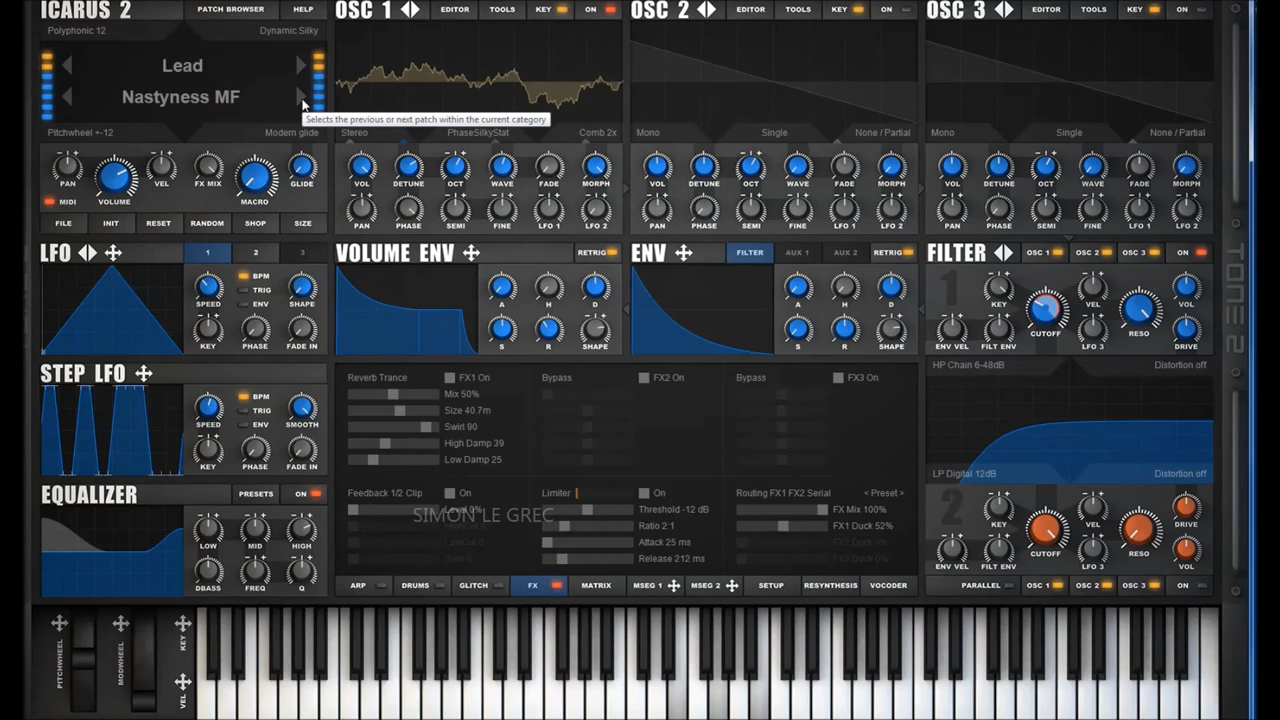 ICARUS 2 PATCH BROWSER HELP
Polyphonic 12 Dynamic Silky
Lead
Nastyness MF
Selects the previous or next patch within the current category
Pitchwheel +-12 Modern glide
PAN VOLUME VEL FX MIX MACRO GLIDE
MIDI
FILE INIT RESET RANDOM SHOP SIZE
OSC 1 EDITOR TOOLS KEY ON
Stereo PhaseSilkyStat Comb 2x
VOL DETUNE OCT WAVE FADE MORPH
PAN PHASE SEMI FINE LFO 1 LFO 2
OSC 2 EDITOR TOOLS KEY ON
Mono Single None / Partial
VOL DETUNE OCT WAVE FADE MORPH
PAN PHASE SEMI FINE LFO 1 LFO 2
OSC 3 EDITOR TOOLS KEY ON
Mono Single None / Partial
VOL DETUNE OCT WAVE FADE MORPH
PAN PHASE SEMI FINE LFO 1 LFO 2
LFO 1 2 3
BPM
TRIG
ENV
SPEED SHAPE
KEY PHASE FADE IN
VOLUME ENV RETRIG
A H D
S R SHAPE
ENV FILTER AUX 1 AUX 2 RETRIG
A H D
S R SHAPE
FILTER OSC 1 OSC 2 OSC 3 ON
1
KEY CUTOFF VEL RESO VOL
ENV VEL FILT ENV LFO 3 DRIVE
HP Chain 6-48dB Distortion off
LP Digital 12dB Distortion off
2
KEY CUTOFF VEL RESO DRIVE
ENV VEL FILT ENV LFO 3 VOL
PARALLEL OSC 1 OSC 2 OSC 3 ON
TONE 2
STEP LFO
BPM
TRIG
ENV
SPEED SMOOTH
KEY PHASE FADE IN
EQUALIZER PRESETS ON
LOW MID HIGH
DBASS FREQ Q
Reverb Trance FX1 On
Mix 50%
Size 40.7m
Swirl 90
High Damp 39
Low Damp 25
Bypass FX2 On
Bypass FX3 On
Feedback 1/2 Clip On
Level 0%
LowCut 0
Limiter On
Threshold -12 dB
Ratio 2:1
Attack 25 ms
Release 212 ms
Routing FX1 FX2 Serial < Preset >
FX Mix 100%
FX1 Duck 52%
FX2 Duck 0%
FX3 Duck 0%
SIMON LE GREC
ARP DRUMS GLITCH FX MATRIX MSEG 1 MSEG 2 SETUP RESYNTHESIS VOCODER
PITCHWHEEL MODWHEEL KEY
VEL